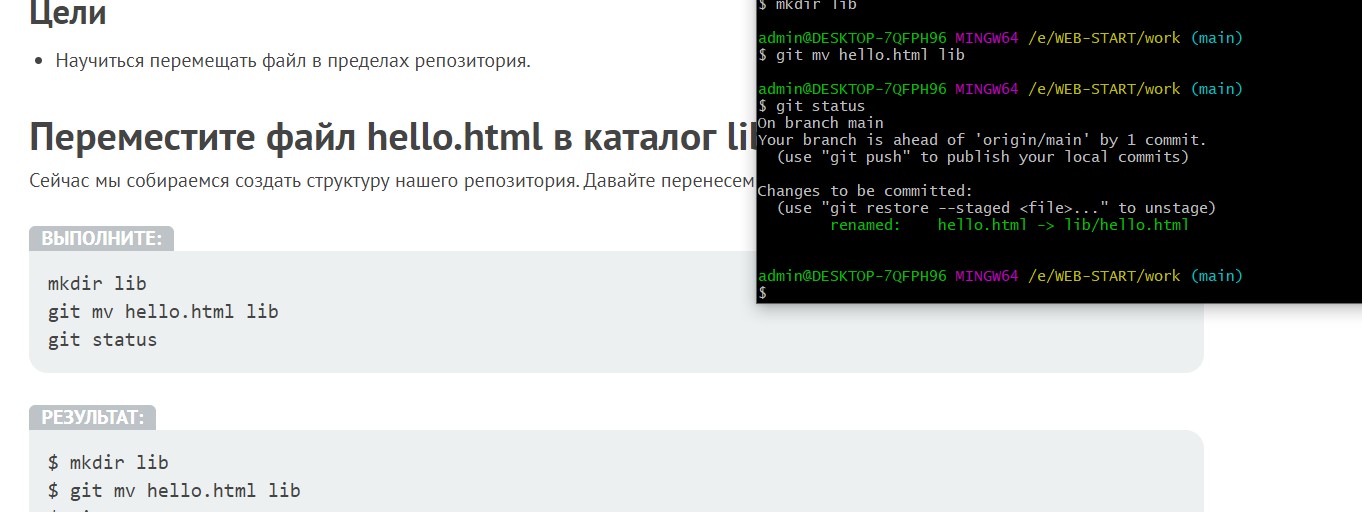 Цели
Научиться перемещать файл в пределах репозитория.
Переместите файл hello.html в каталог lib
Сейчас мы собираемся создать структуру нашего репозитория. Давайте перенесем
ВЫПОЛНИТЕ:
mkdir lib
git mv hello.html lib
git status
РЕЗУЛЬТАТ:
$ mkdir lib
$ git mv hello.html lib
$ mkdir lib
admin@DESKTOP-7QFPH96 MINGW64 /e/WEB-START/work (main)
$ git mv hello.html lib
admin@DESKTOP-7QFPH96 MINGW64 /e/WEB-START/work (main)
$ git status
On branch main
Your branch is ahead of 'origin/main' by 1 commit.
(use "git push" to publish your local commits)
Changes to be committed:
(use "git restore --staged <file>..." to unstage)
renamed: hello.html -> lib/hello.html
admin@DESKTOP-7QFPH96 MINGW64 /e/WEB-START/work (main)
$